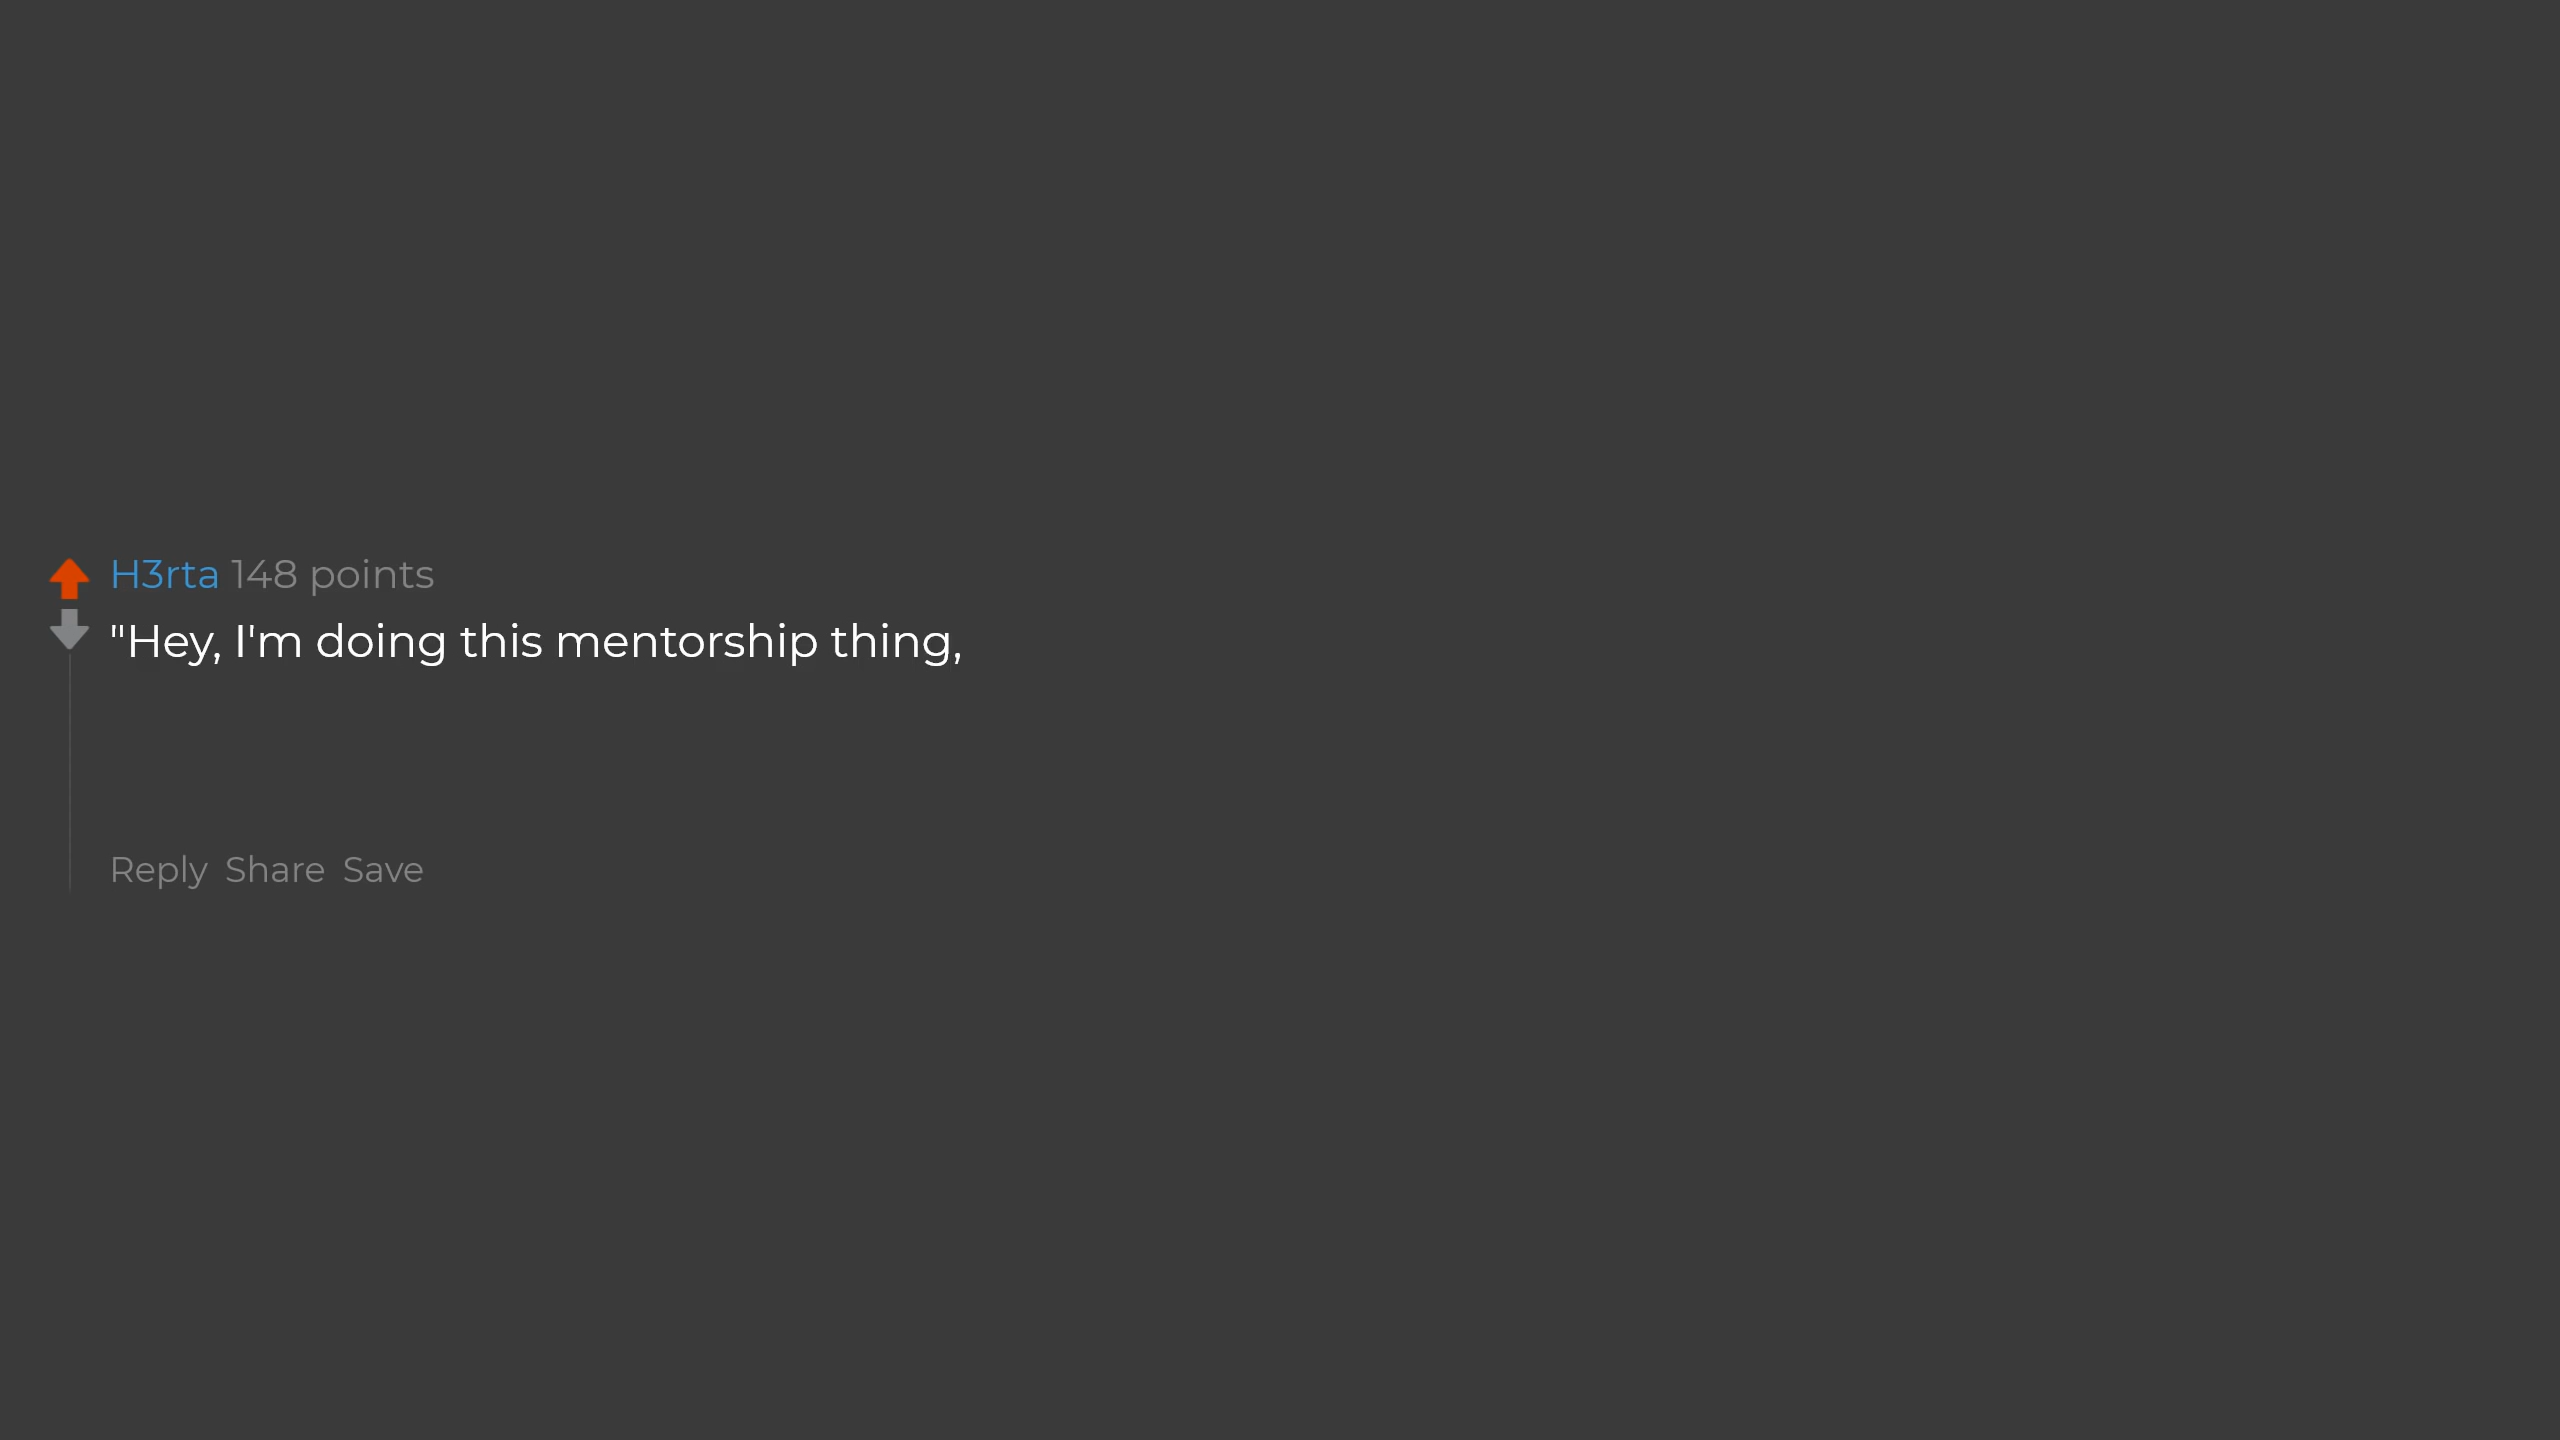 H3rta 148 points
"Hey, I'm doing this mentorship thing,
Reply Share Save